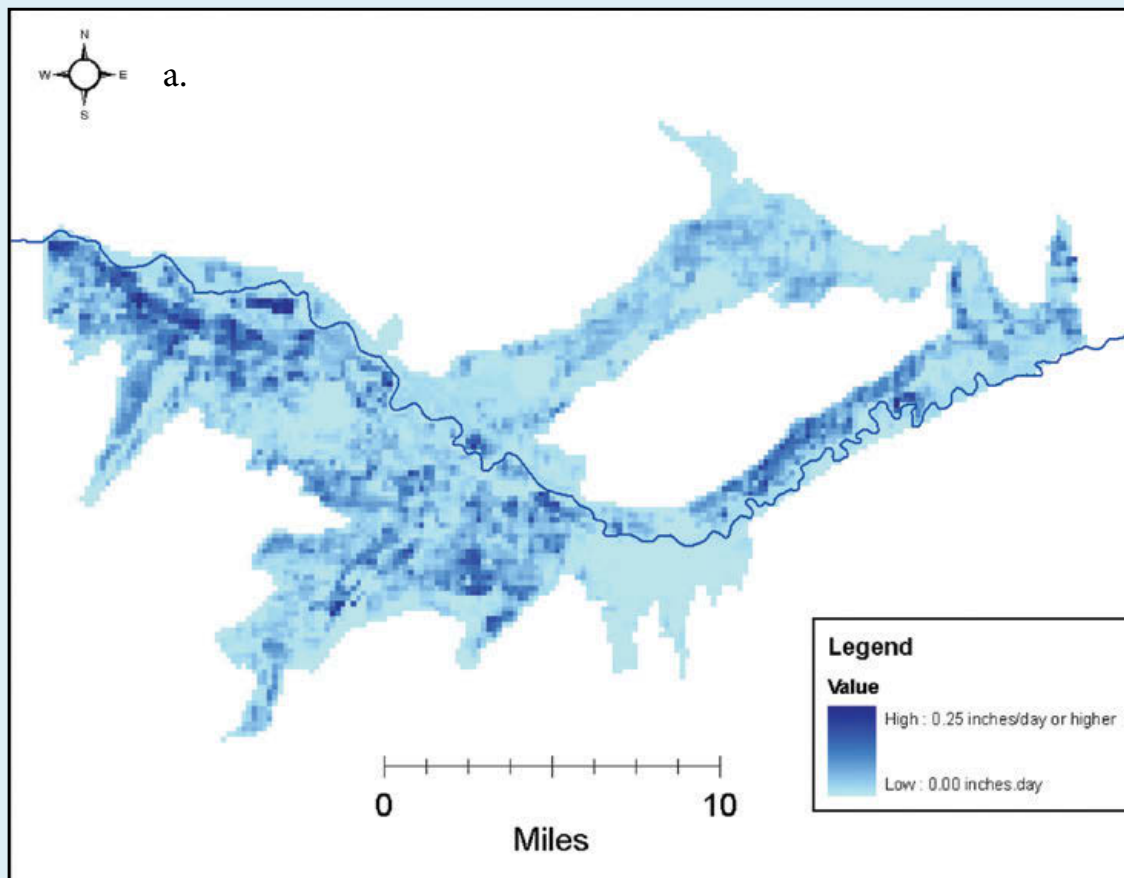 N
W E
S
a.
Legend
Value
High : 0.25 inches/day or higher
Low : 0.00 inches.day
0 10
Miles